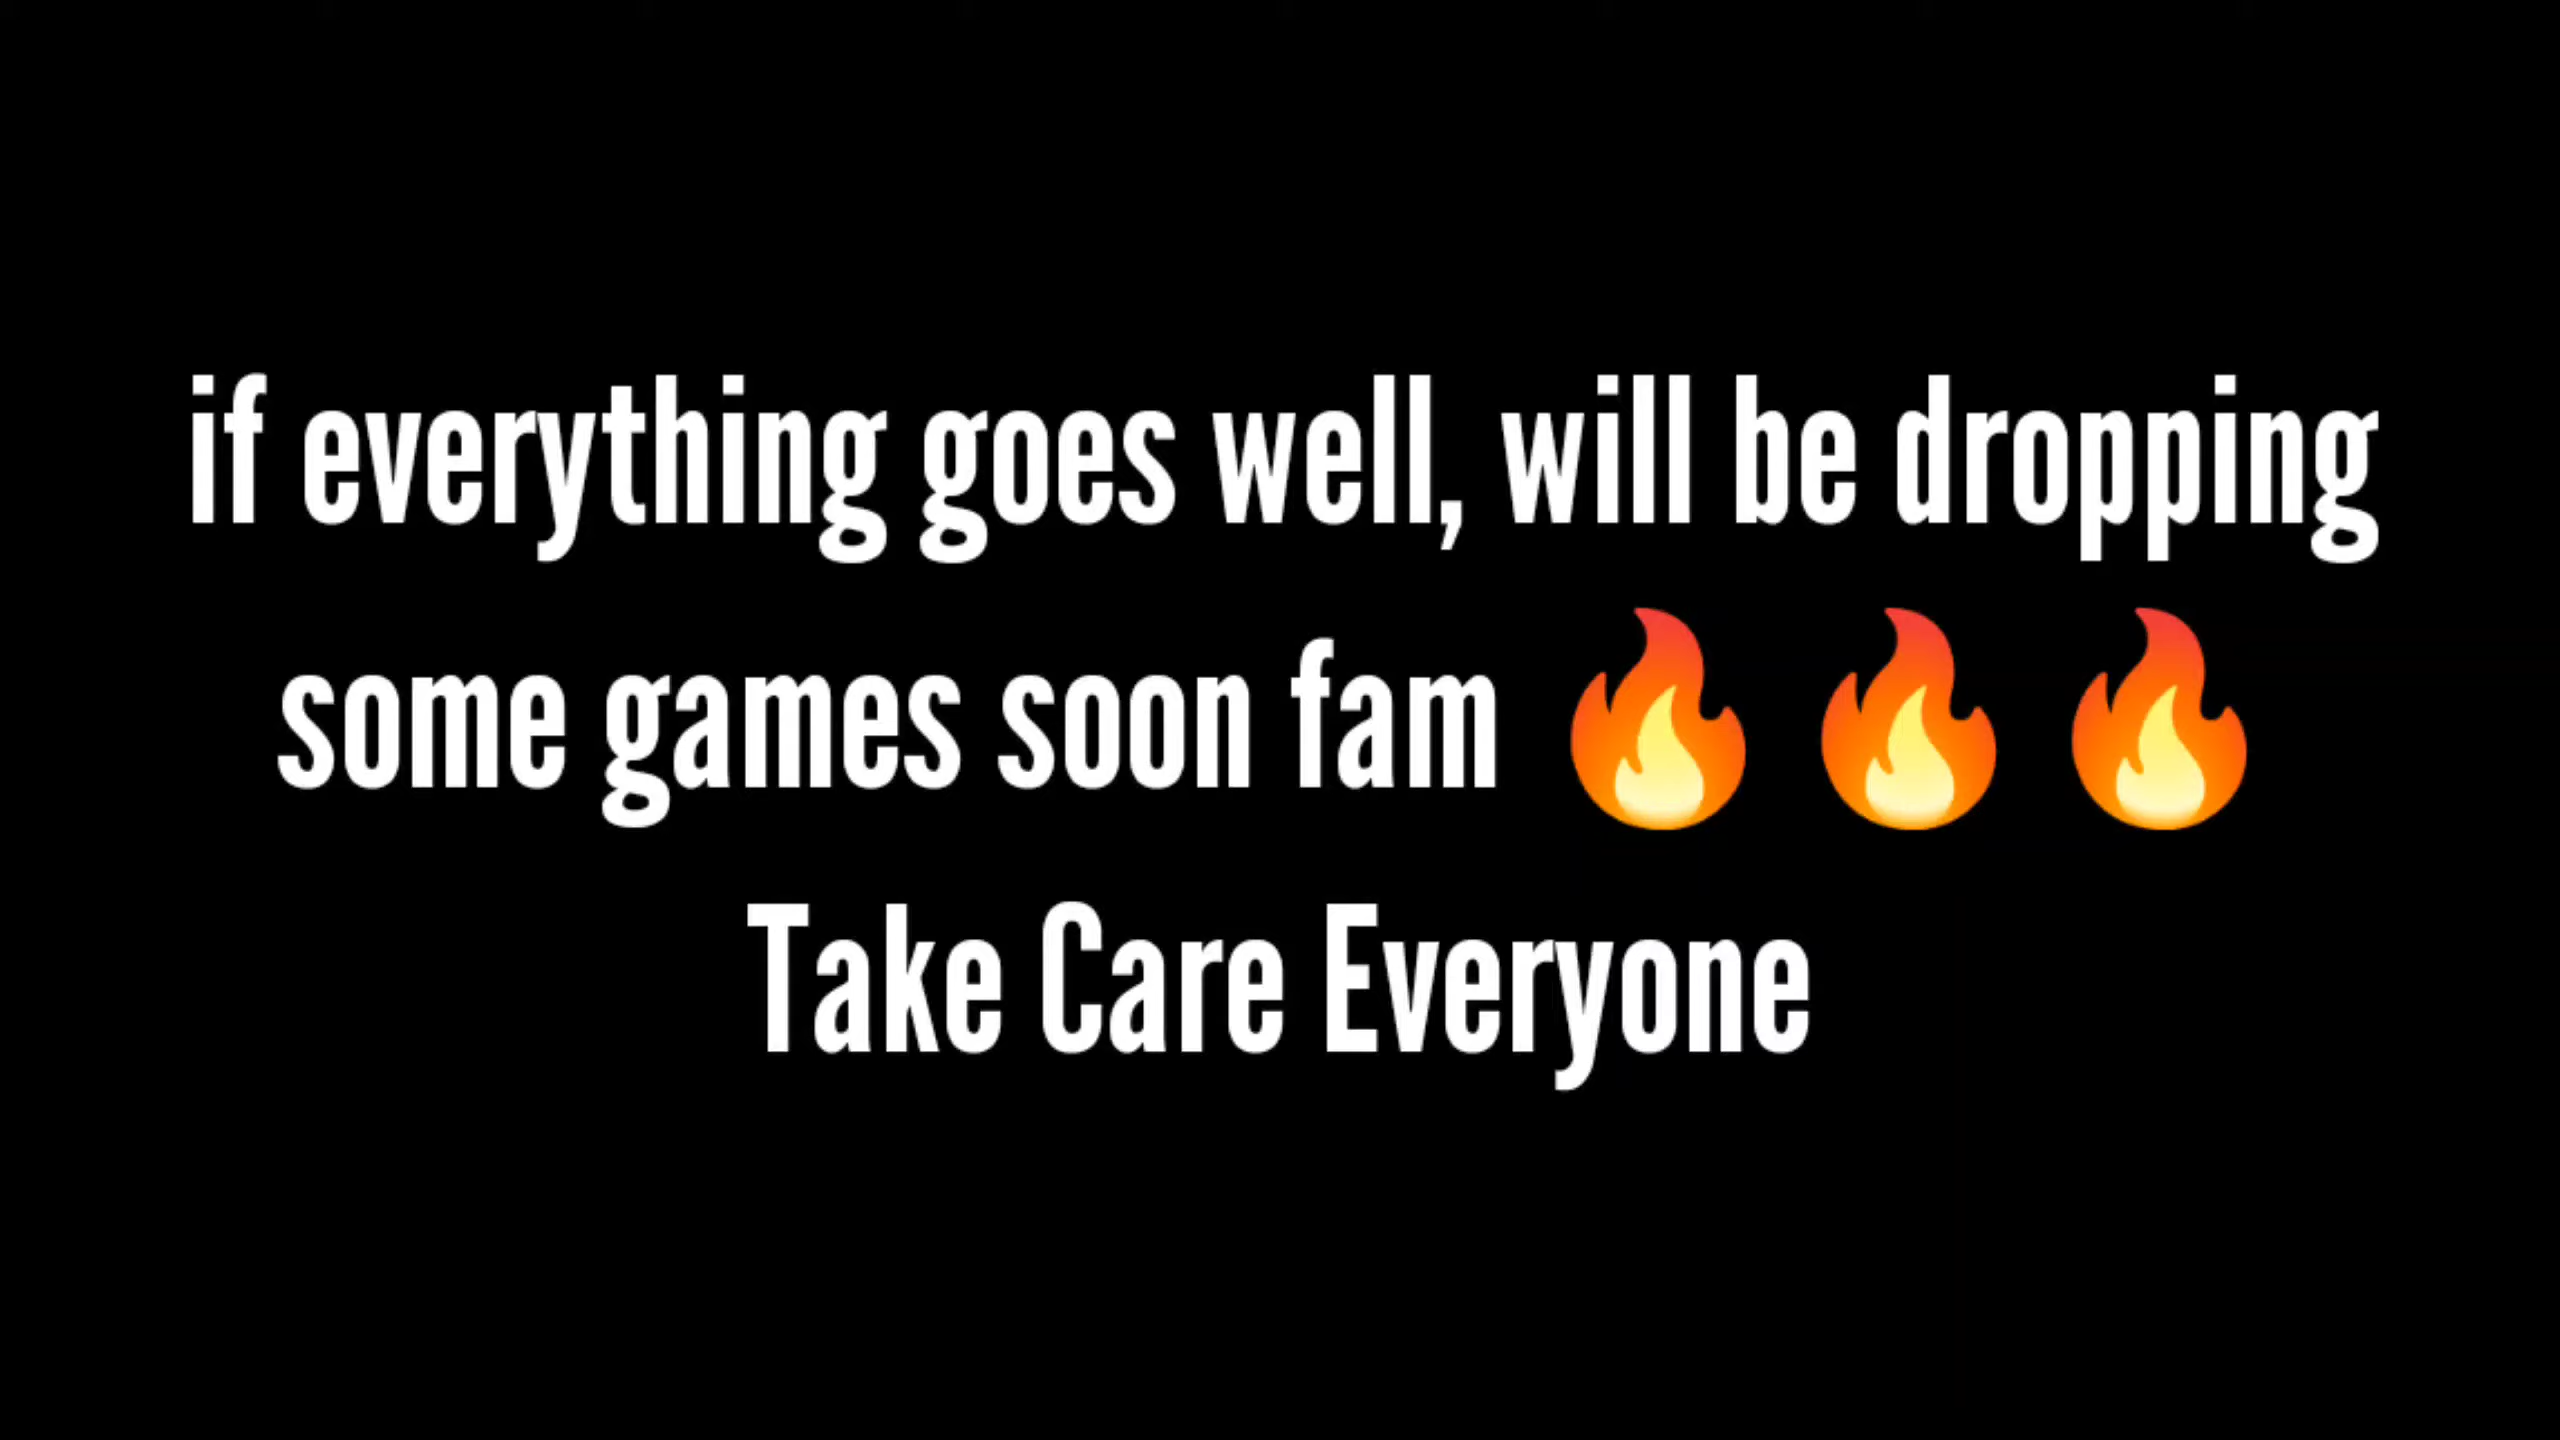 if everything goes well, will be dropping
some games soon fam 🔥 🔥 🔥
Take Care Everyone